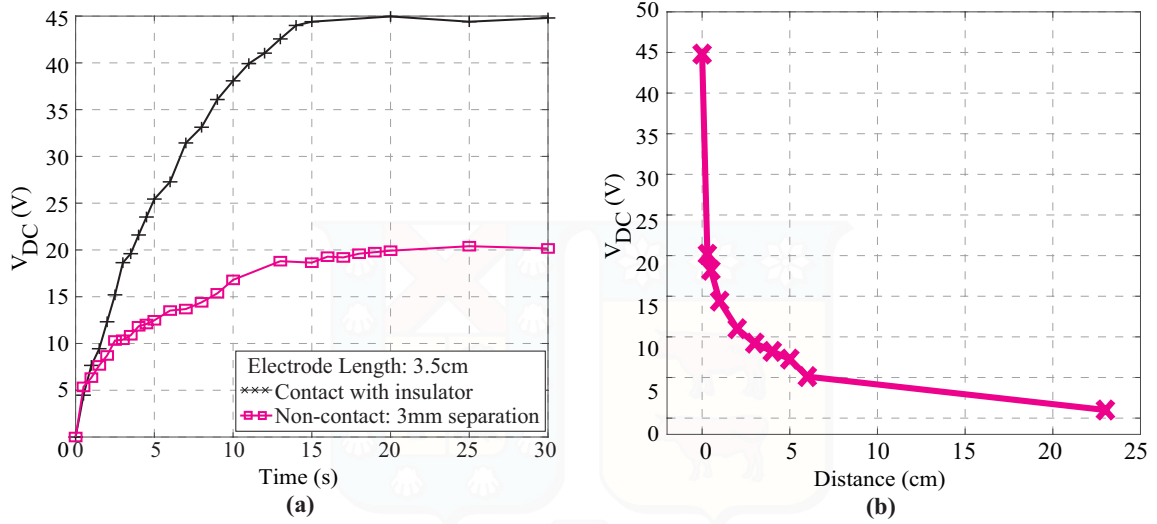 45
40
35
30
25
20
15
10
5
0
V_DC (V)
Electrode Length: 3.5cm
Contact with insulator
Non-contact: 3mm separation
0 5 10 15 20 25 30
Time (s)
(a)
50
45
40
35
50
25
20
15
10
5
0
V_DC (V)
0 5 10 15 20 25
Distance (cm)
(b)